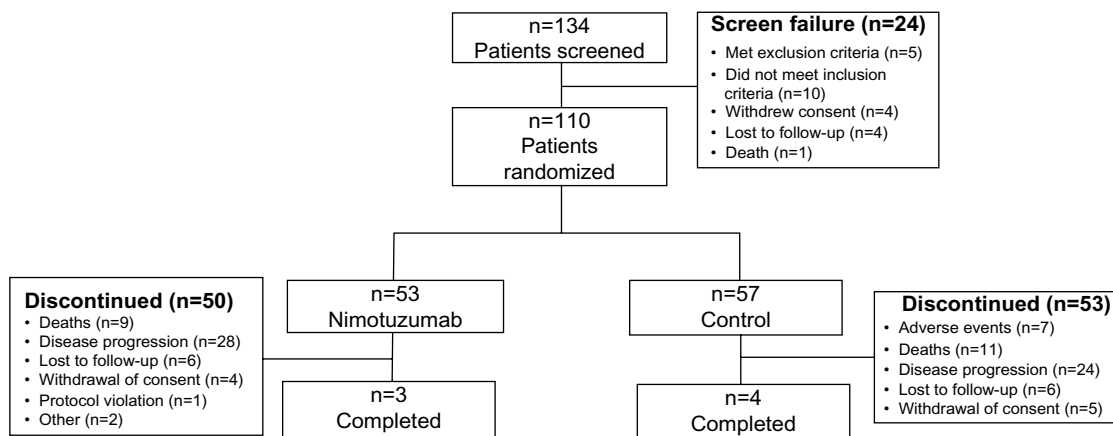 n=134
Patients screened
Screen failure (n=24)
• Met exclusion criteria (n=5)
• Did not meet inclusion
criteria (n=10)
• Withdrew consent (n=4)
• Lost to follow-up (n=4)
• Death (n=1)
n=110
Patients
randomized
n=53
Nimotuzumab
n=57
Control
Discontinued (n=50)
• Deaths (n=9)
• Disease progression (n=28)
• Lost to follow-up (n=6)
• Withdrawal of consent (n=4)
• Protocol violation (n=1)
• Other (n=2)
Discontinued (n=53)
• Adverse events (n=7)
• Deaths (n=11)
• Disease progression (n=24)
• Lost to follow-up (n=6)
• Withdrawal of consent (n=5)
n=3
Completed
n=4
Completed